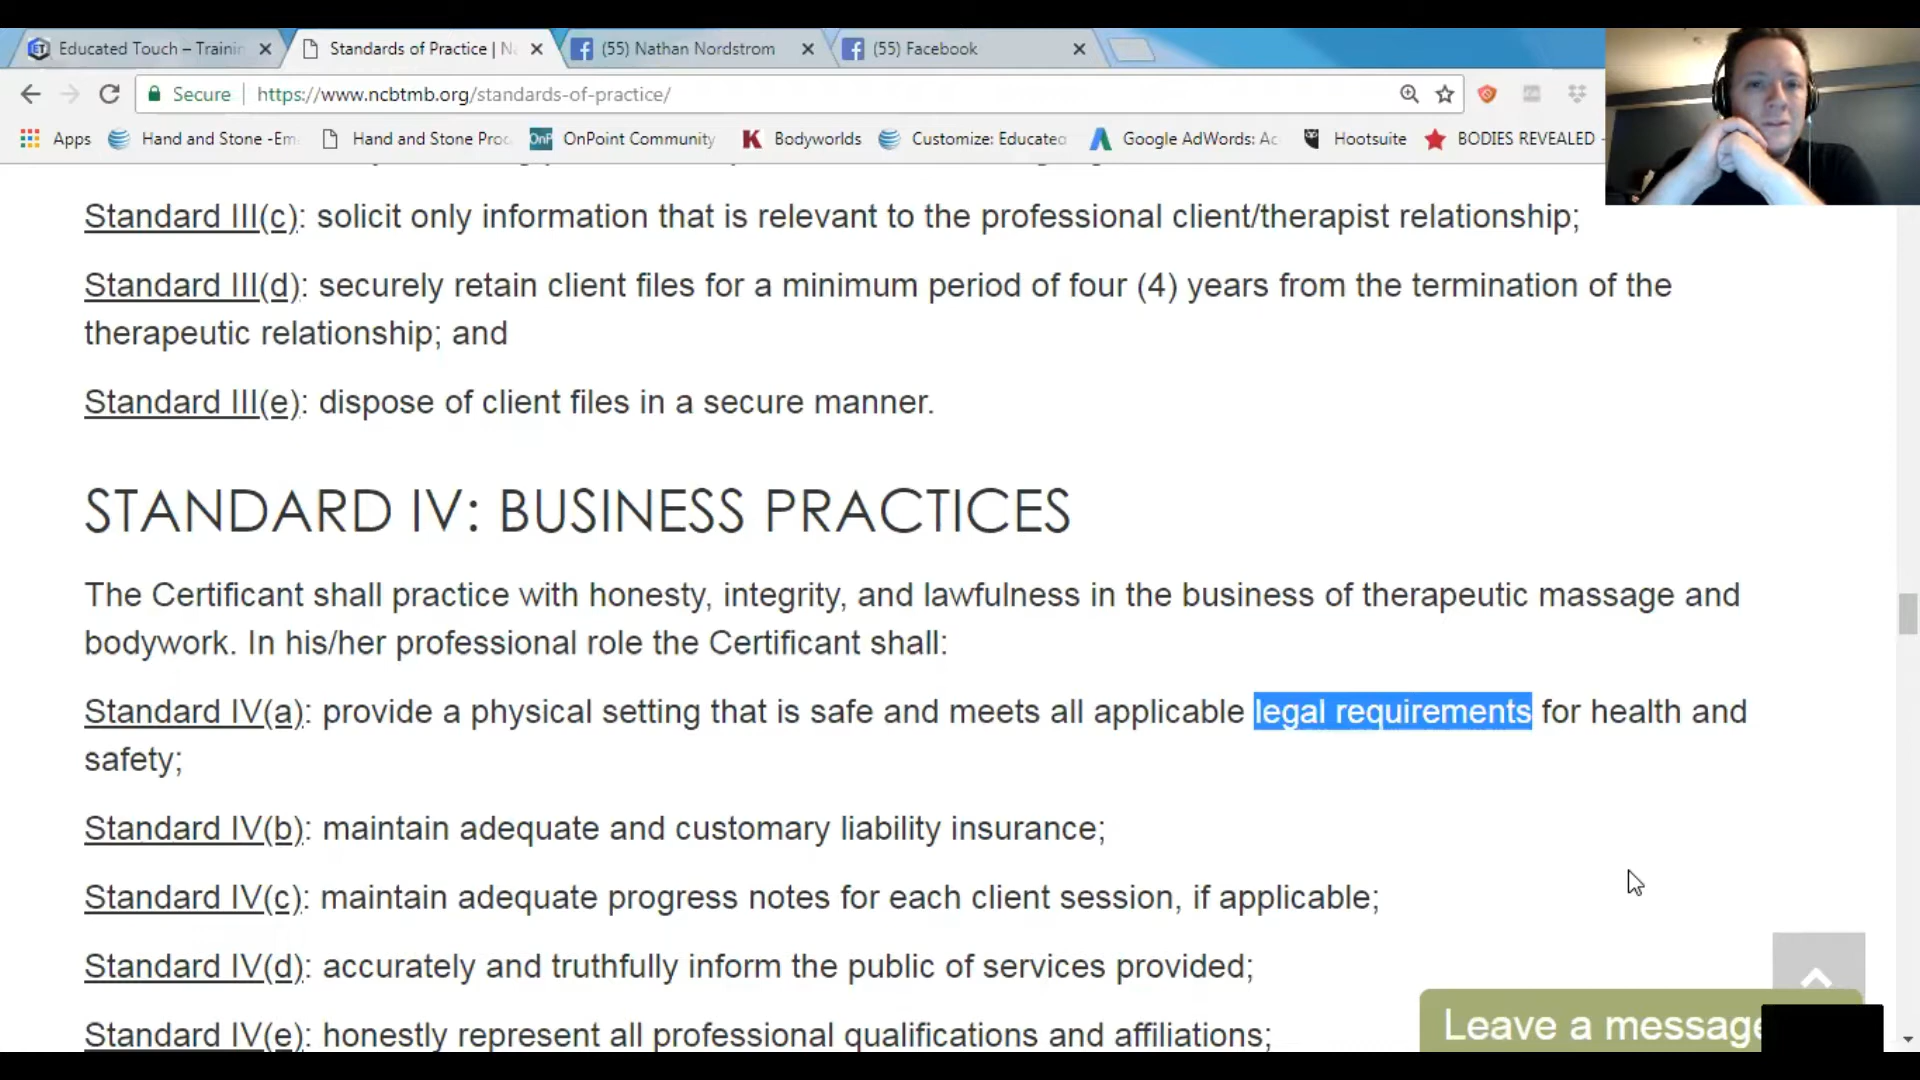 Educated Touch – Trainin
Standards of Practice | N
(55) Nathan Nordstrom
(55) Facebook
Secure
https://www.ncbtmb.org/standards-of-practice/
Apps
Hand and Stone -Em
Hand and Stone Proc
OnP
OnPoint Community
K
Bodyworlds
Customize: Educated
Google AdWords: Ac
Hootsuite
BODIES REVEALED -
Standard III(c): solicit only information that is relevant to the professional client/therapist relationship;
Standard III(d): securely retain client files for a minimum period of four (4) years from the termination of the
therapeutic relationship; and
Standard III(e): dispose of client files in a secure manner.
STANDARD IV: BUSINESS PRACTICES
The Certificant shall practice with honesty, integrity, and lawfulness in the business of therapeutic massage and
bodywork. In his/her professional role the Certificant shall:
Standard IV(a): provide a physical setting that is safe and meets all applicable legal requirements for health and
safety;
Standard IV(b): maintain adequate and customary liability insurance;
Standard IV(c): maintain adequate progress notes for each client session, if applicable;
Standard IV(d): accurately and truthfully inform the public of services provided;
Standard IV(e): honestly represent all professional qualifications and affiliations;
Leave a message